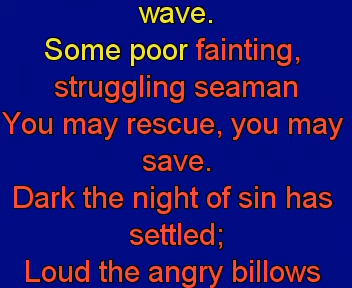 wave.
Some poor fainting,
struggling seaman
You may rescue, you may
save.
Dark the night of sin has
settled;
Loud the angry billows